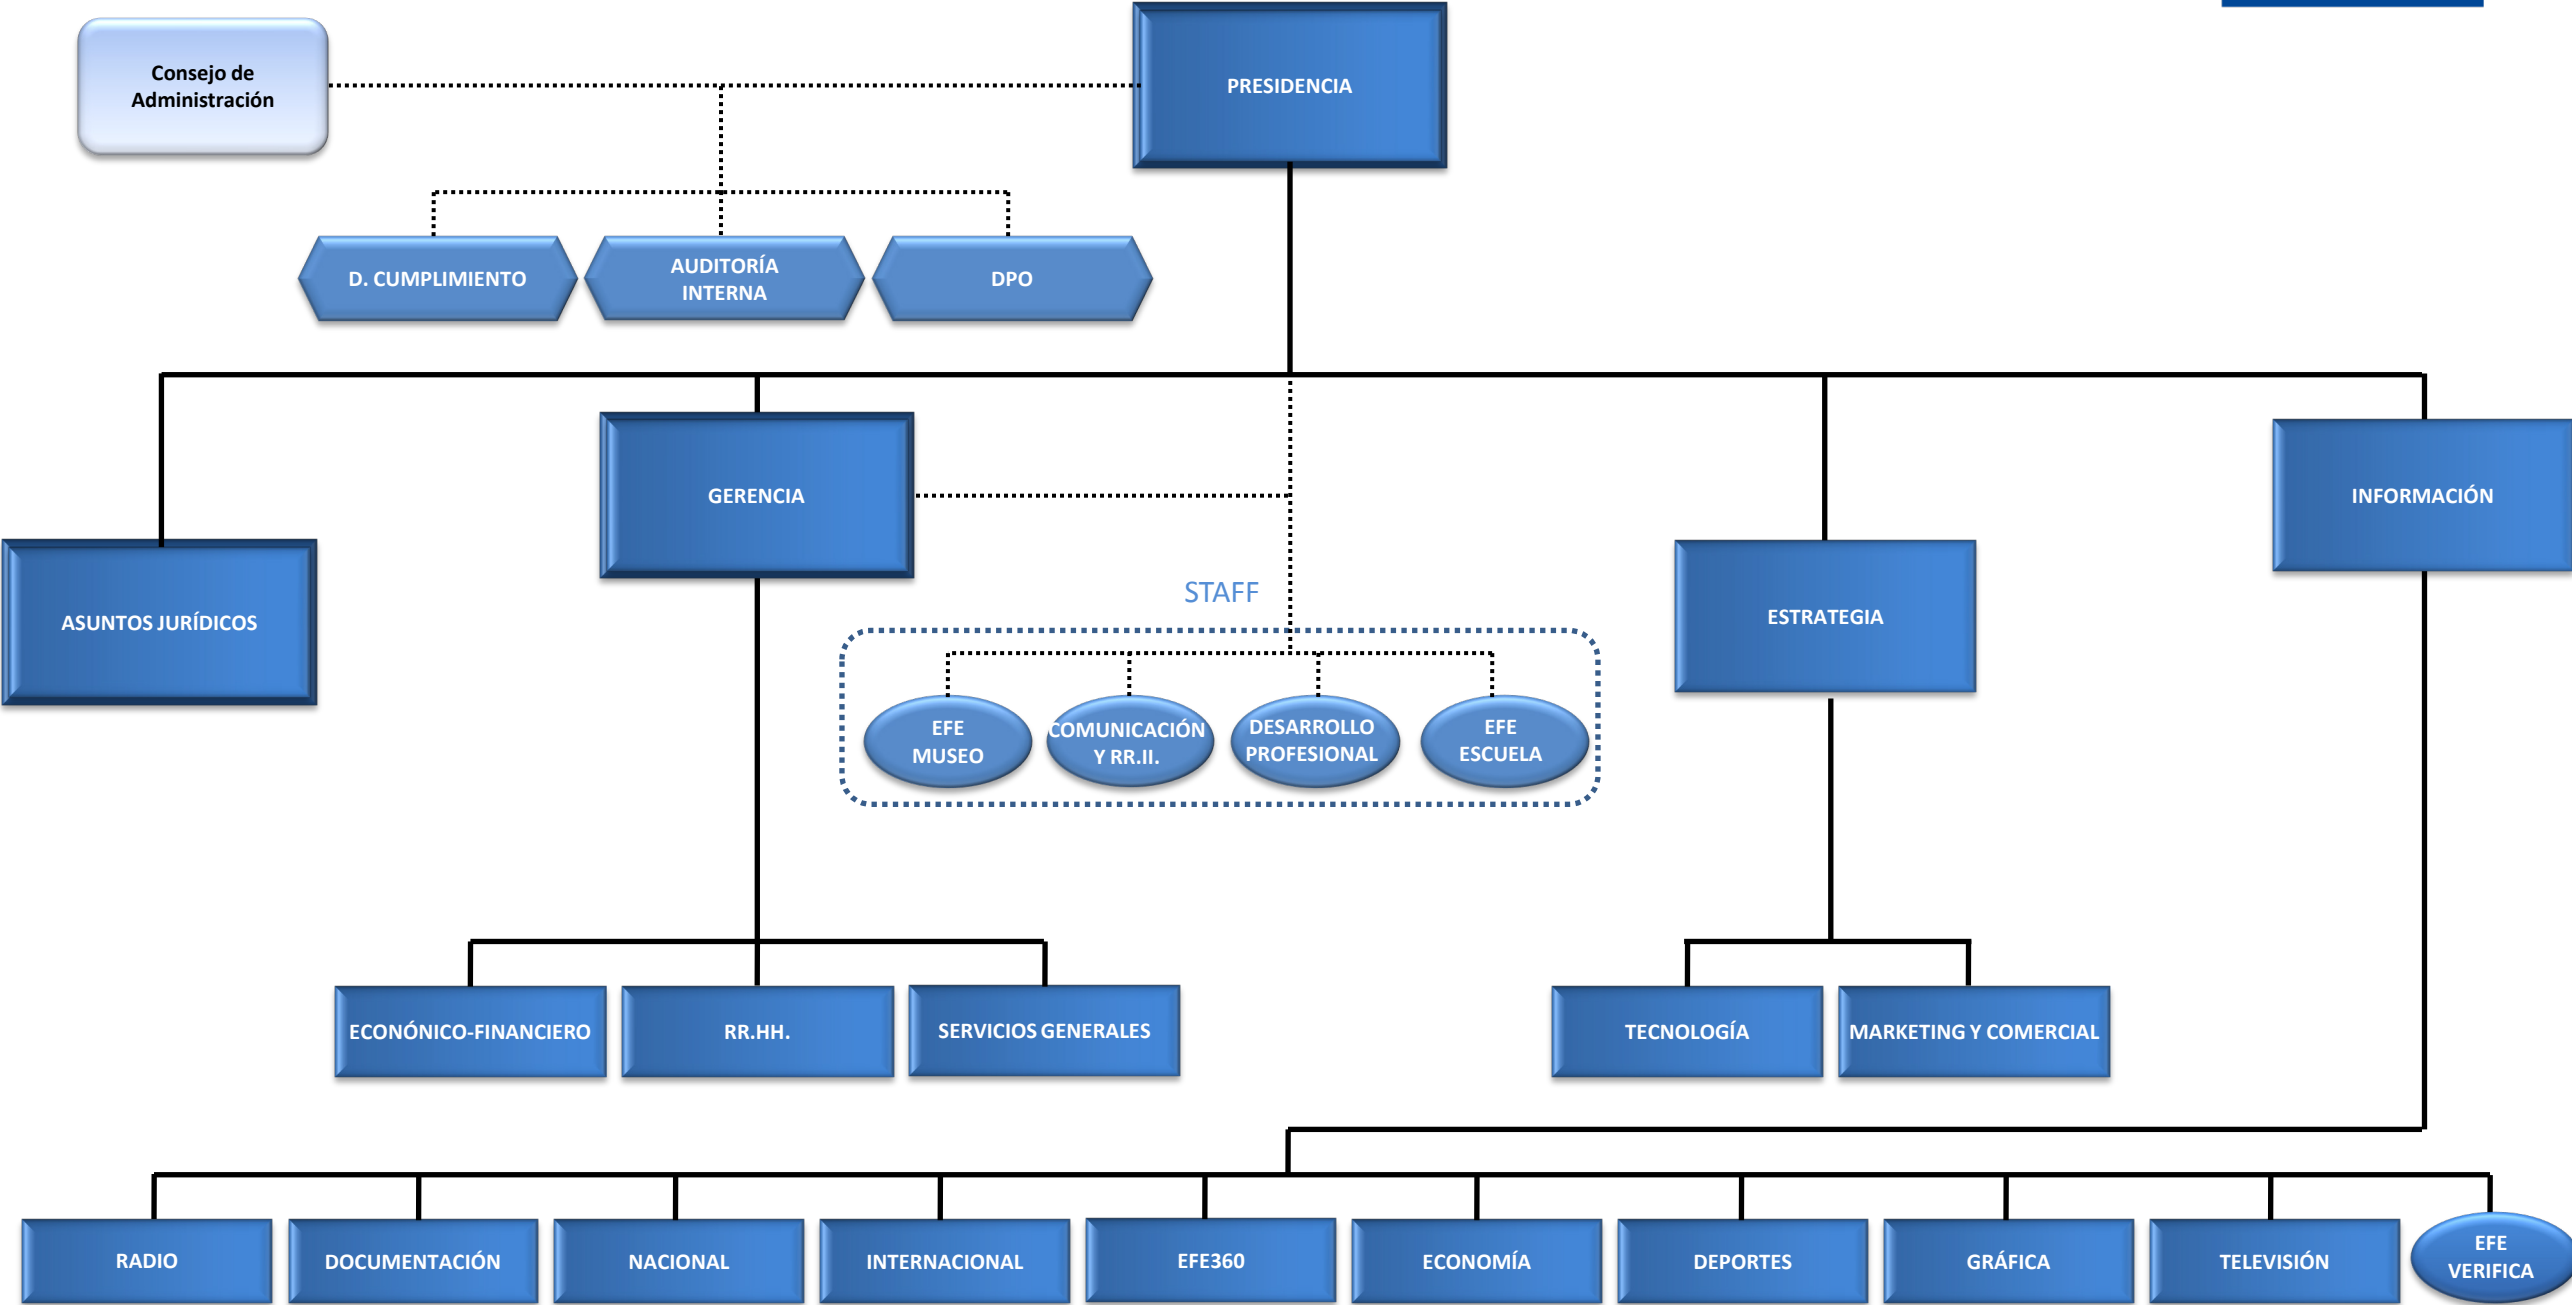 Consejo de
Administración
PRESIDENCIA
D. CUMPLIMIENTO
AUDITORÍA
INTERNA
DPO
GERENCIA
INFORMACIÓN
ASUNTOS JURÍDICOS
STAFF
ESTRATEGIA
EFE
MUSEO
COMUNICACIÓN
Y RR.II.
DESARROLLO
PROFESIONAL
EFE
ESCUELA
ECONÓNICO-FINANCIERO
RR.HH.
SERVICIOS GENERALES
TECNOLOGÍA
MARKETING Y COMERCIAL
RADIO
DOCUMENTACIÓN
NACIONAL
INTERNACIONAL
EFE360
ECONOMÍA
DEPORTES
GRÁFICA
TELEVISIÓN
EFE
VERIFICA